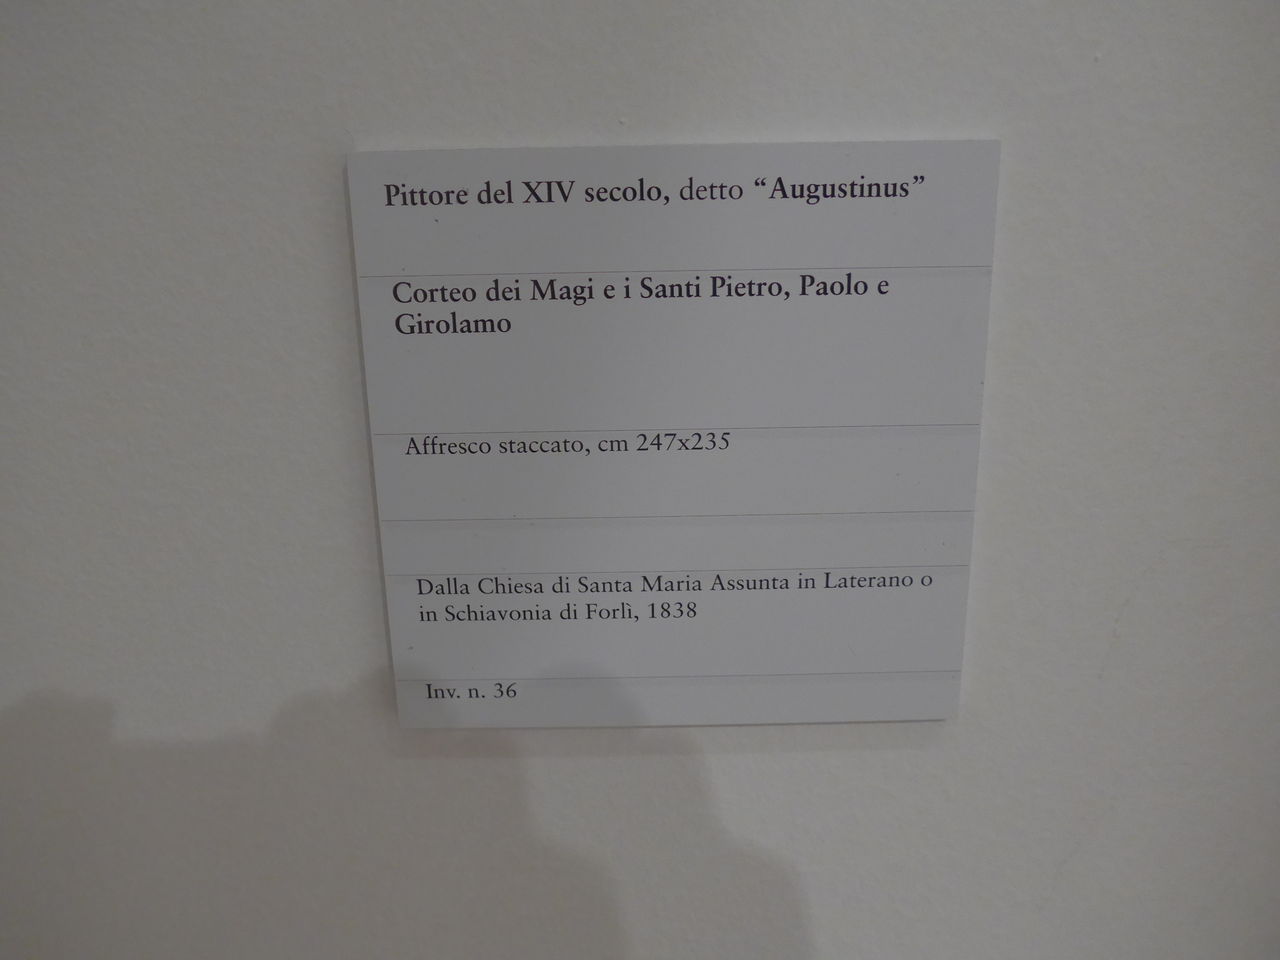 Pittore del XIV secolo, detto “Augustinus”
Corteo dei Magi e i Santi Pietro, Paolo e
Girolamo
Affresco staccato, cm 247x235
Dalla Chiesa di Santa Maria Assunta in Laterano o
in Schiavonia di Forlì, 1838
Inv. n. 36